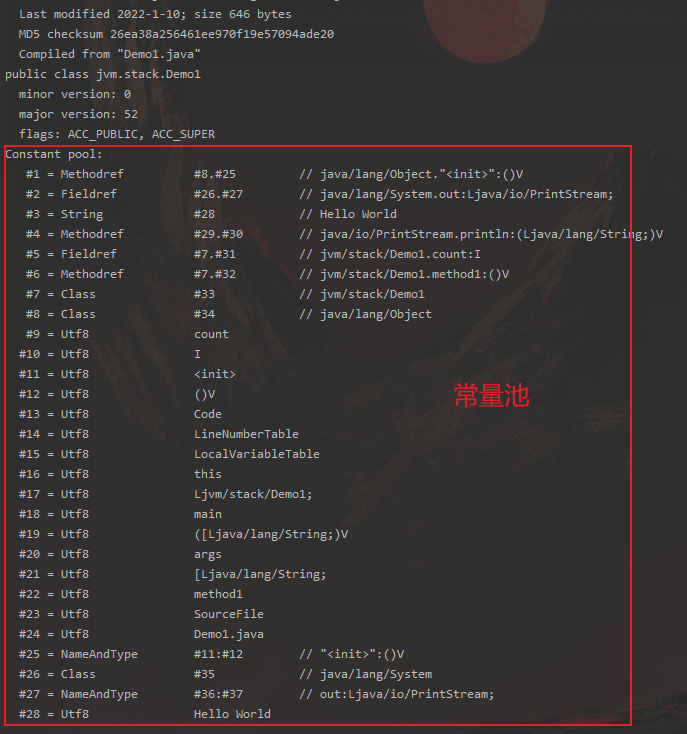 Last modified 2022-1-10; size 646 bytes
MD5 checksum 26ea38a256461ee970f19e57094ade20
Compiled from "Demo1.java"
public class jvm.stack.Demo1
minor version: 0
major version: 52
flags: ACC_PUBLIC, ACC_SUPER
Constant pool:
#1 = Methodref #8.#25 // java/lang/Object."<init>":()V
#2 = Fieldref #26.#27 // java/lang/System.out:Ljava/io/PrintStream;
#3 = String #28 // Hello World
#4 = Methodref #29.#30 // java/io/PrintStream.println:(Ljava/lang/String;)V
#5 = Fieldref #7.#31 // jvm/stack/Demo1.count:I
#6 = Methodref #7.#32 // jvm/stack/Demo1.method1:()V
#7 = Class #33 // jvm/stack/Demo1
#8 = Class #34 // java/lang/Object
#9 = Utf8 count
#10 = Utf8 I
#11 = Utf8 <init>
#12 = Utf8 ()V
#13 = Utf8 Code
#14 = Utf8 LineNumberTable
#15 = Utf8 LocalVariableTable
#16 = Utf8 this
#17 = Utf8 Ljvm/stack/Demo1;
#18 = Utf8 main
#19 = Utf8 ([Ljava/lang/String;)V
#20 = Utf8 args
#21 = Utf8 [Ljava/lang/String;
#22 = Utf8 method1
#23 = Utf8 SourceFile
#24 = Utf8 Demo1.java
#25 = NameAndType #11:#12 // "<init>":()V
#26 = Class #35 // java/lang/System
#27 = NameAndType #36:#37 // out:Ljava/io/PrintStream;
#28 = Utf8 Hello World
常量池